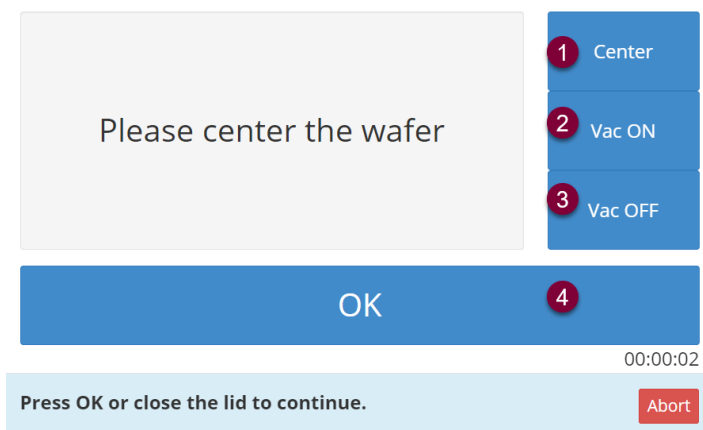 Please center the wafer
1 Center
2 Vac ON
3 Vac OFF
OK 4
00:00:02
Press OK or close the lid to continue.
Abort